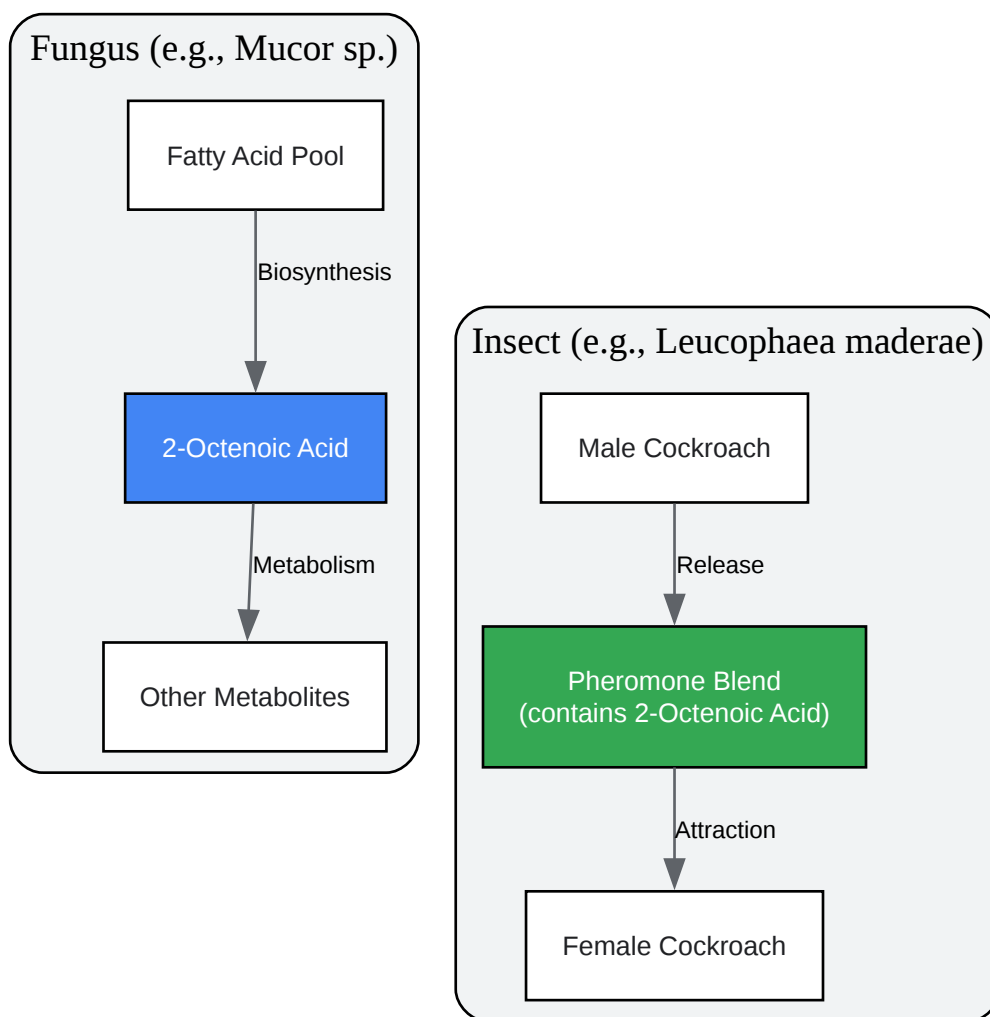 Fungus (e.g., Mucor sp.)
Fatty Acid Pool
Biosynthesis
2-Octenoic Acid
Metabolism
Other Metabolites
Insect (e.g., Leucophaea maderae)
Male Cockroach
Release
Pheromone Blend
(contains 2-Octenoic Acid)
Attraction
Female Cockroach